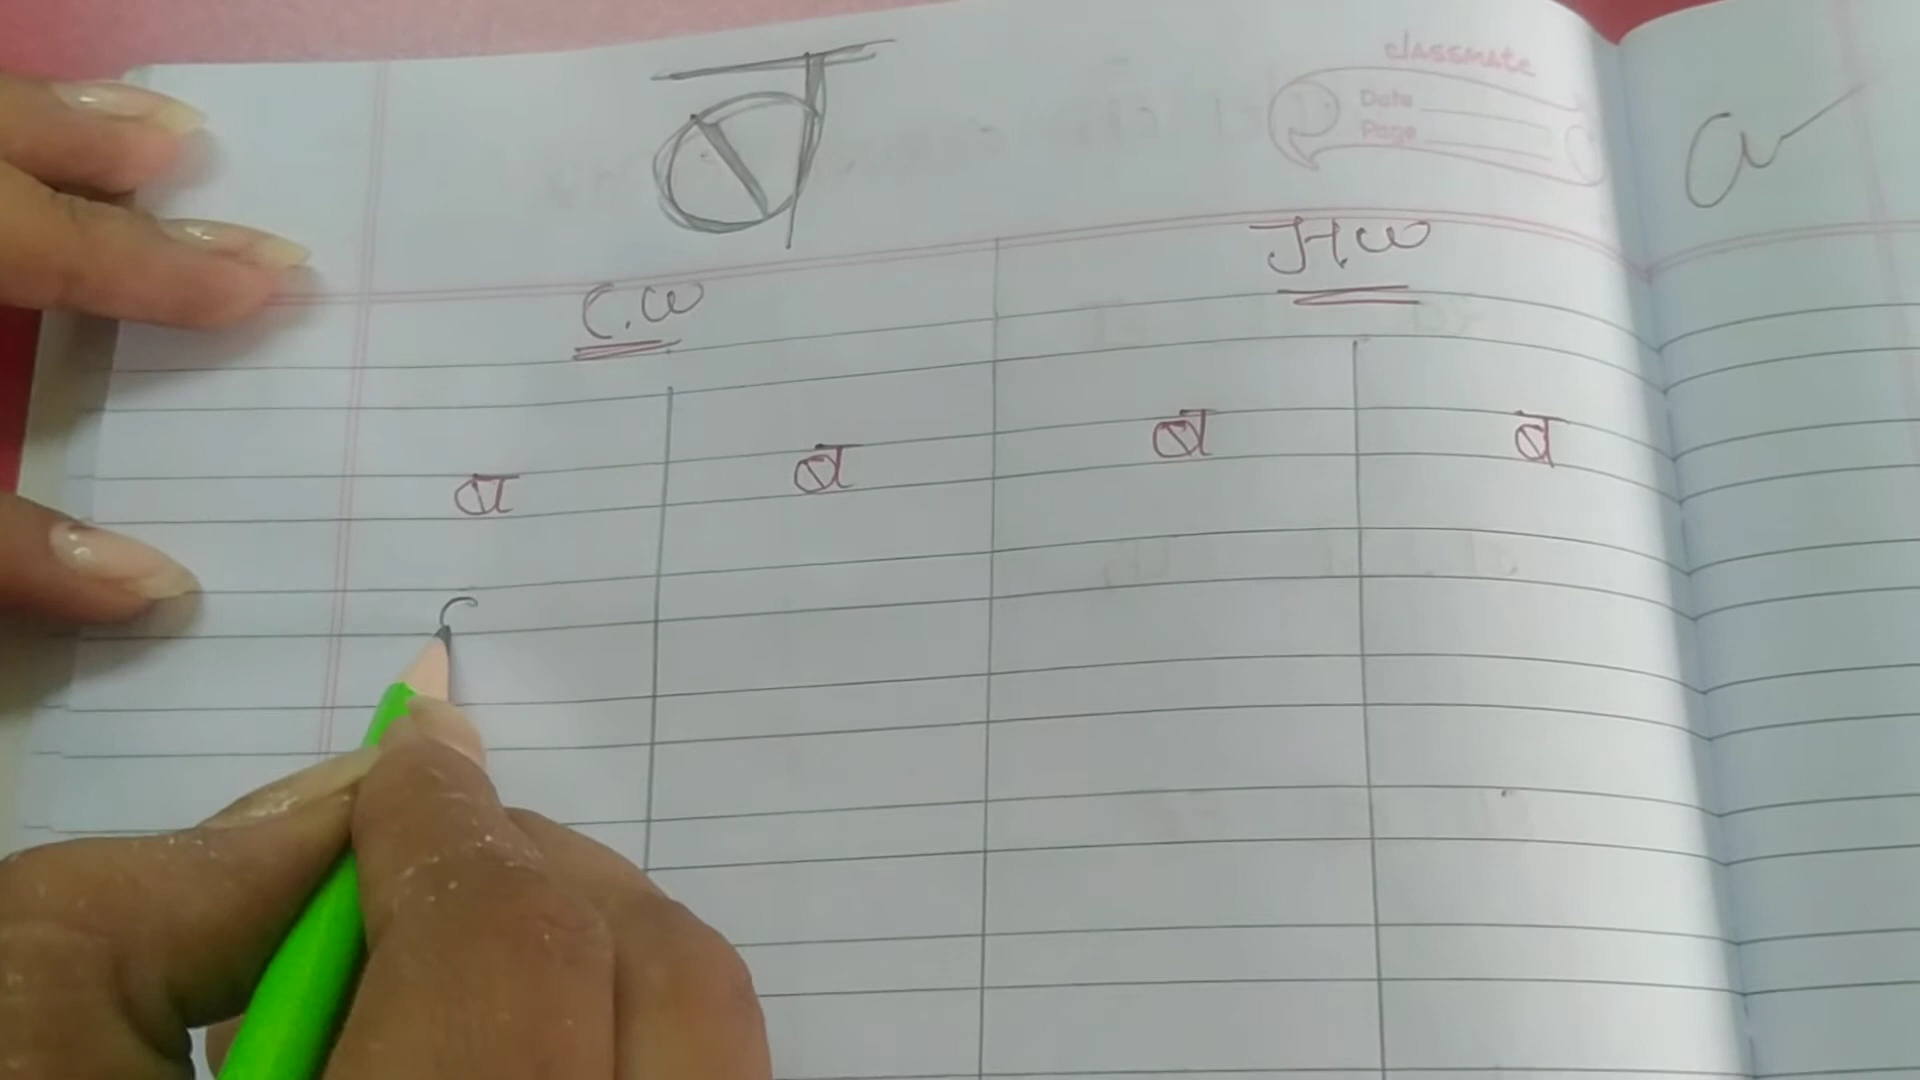 ब
classmate
Date
Page
a
C.W
H.W
ब ब ब ब